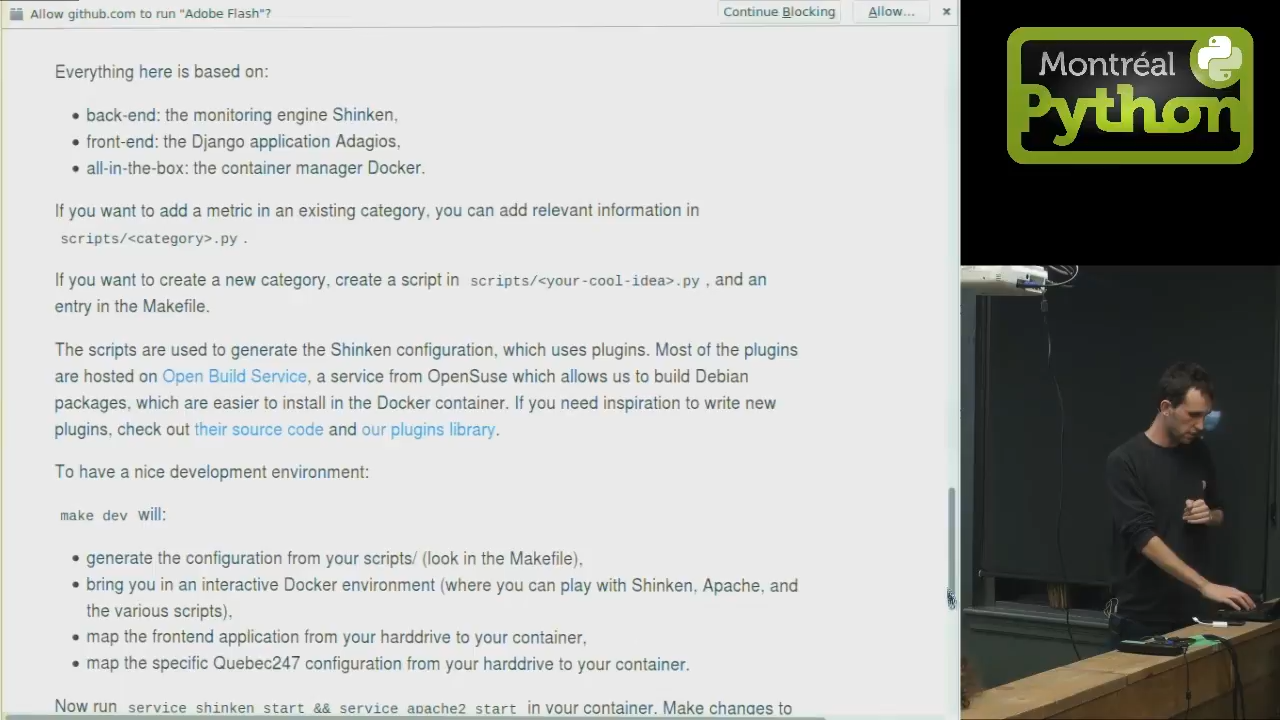 Allow github.com to run "Adobe Flash"?
Continue Blocking
Allow...
Everything here is based on:
back-end: the monitoring engine Shinken,
front-end: the Django application Adagios,
all-in-the-box: the container manager Docker.
If you want to add a metric in an existing category, you can add relevant information in
scripts/<category>.py .
If you want to create a new category, create a script in scripts/<your-cool-idea>.py , and an
entry in the Makefile.
The scripts are used to generate the Shinken configuration, which uses plugins. Most of the plugins
are hosted on Open Build Service, a service from OpenSuse which allows us to build Debian
packages, which are easier to install in the Docker container. If you need inspiration to write new
plugins, check out their source code and our plugins library.
To have a nice development environment:
make dev will:
generate the configuration from your scripts/ (look in the Makefile),
bring you in an interactive Docker environment (where you can play with Shinken, Apache, and
the various scripts),
map the frontend application from your harddrive to your container,
map the specific Quebec247 configuration from your harddrive to your container.
Now run service shinken start && service apache2 start in your container. Make changes to
Montréal
Python